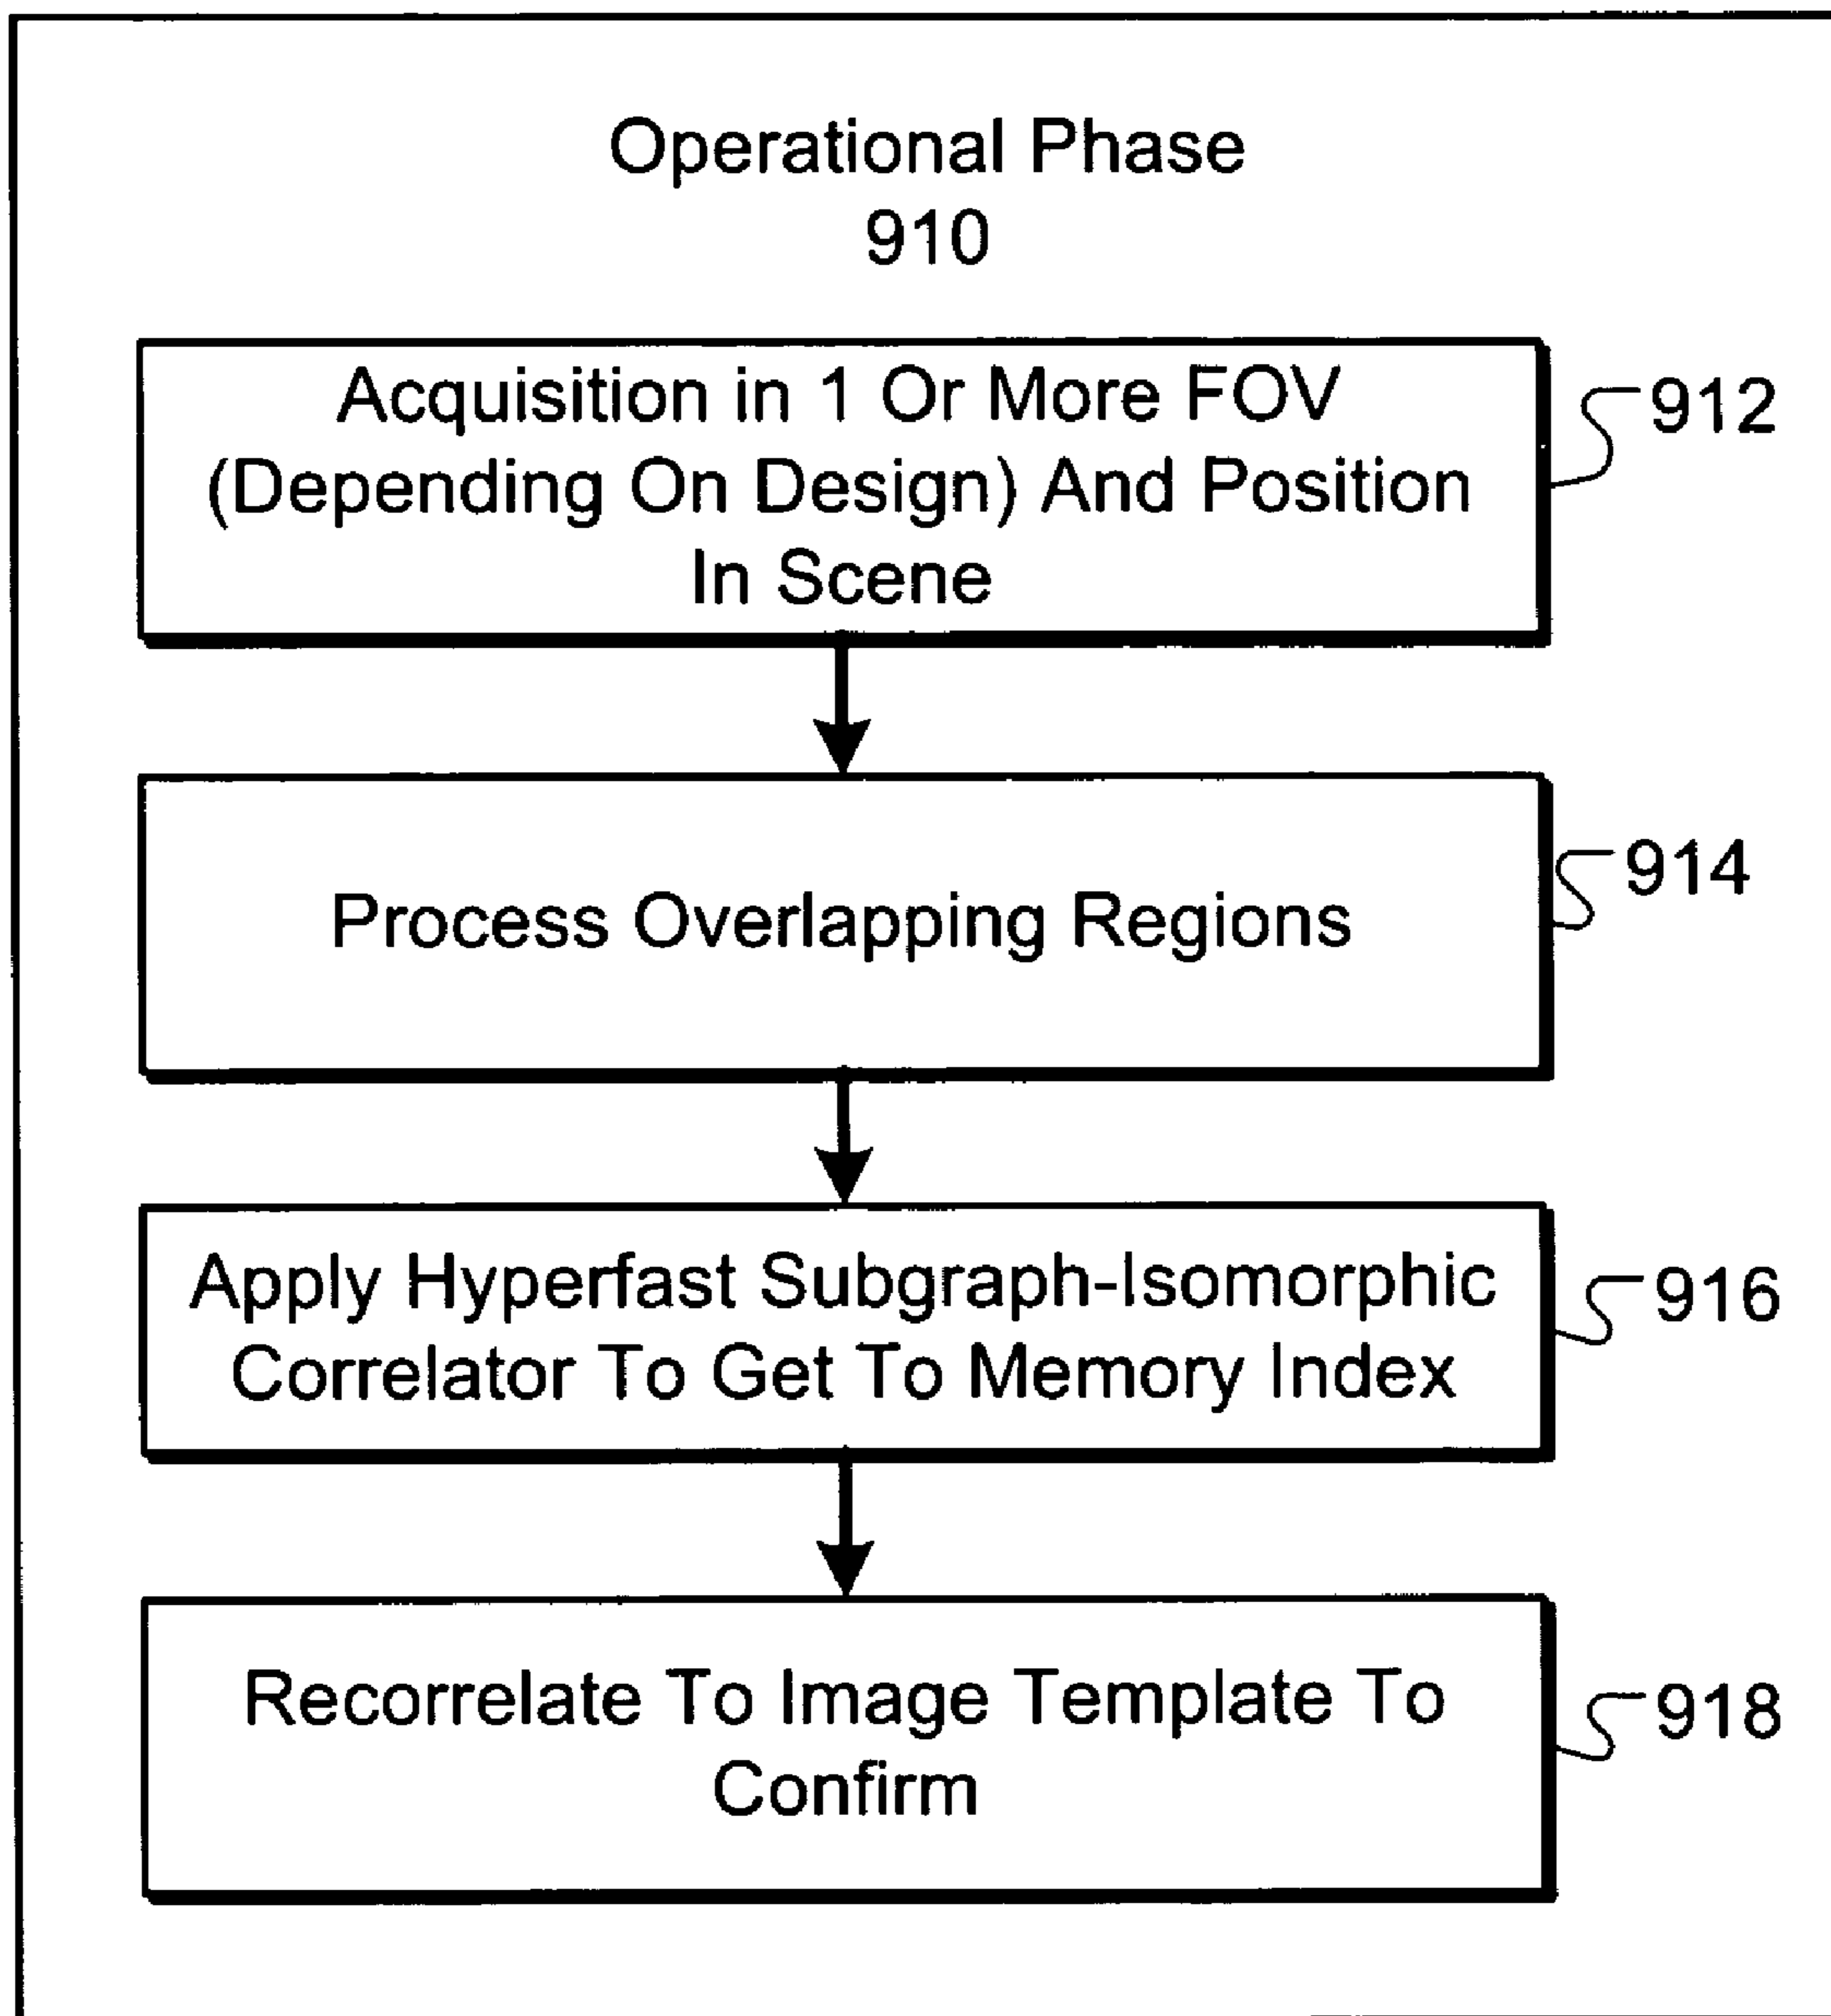 Operational Phase
910
Acquisition in 1 Or More FOV
(Depending On Design) And Position
In Scene
912
Process Overlapping Regions
914
Apply Hyperfast Subgraph-Isomorphic
Correlator To Get To Memory Index
916
Recorrelate To Image Template To
Confirm
918